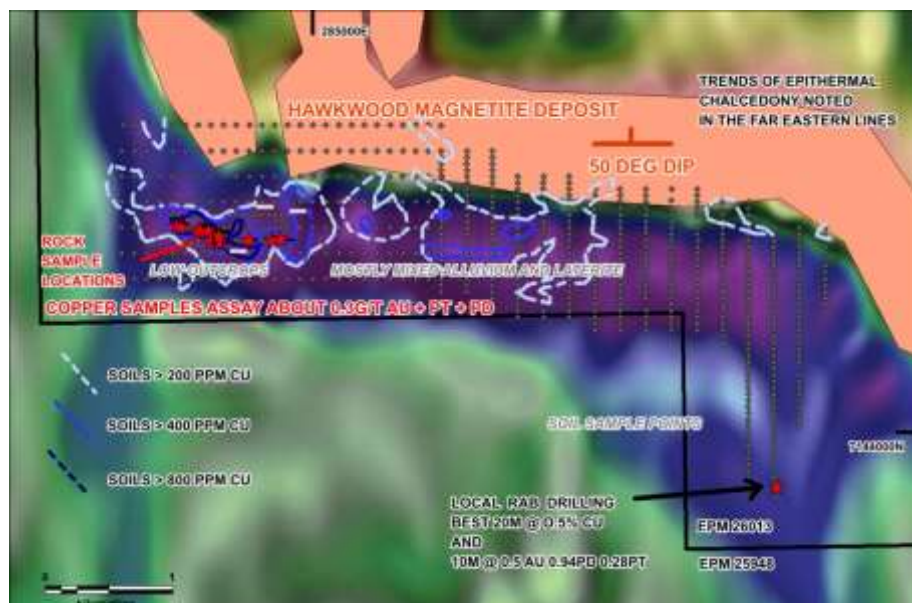 285000E
TRENDS OF EPITHERMAL
CHALCEDONY NOTED
IN THE FAR EASTERN LINES
HAWKWOOD MAGNETITE DEPOSIT
50 DEG DIP
ROCK
SAMPLE
LOCATIONS
LOW OUTCROPS
MOSTLY MIXED ALLUVIUM AND LATERITE
COPPER SAMPLES ASSAY ABOUT 0.3G/T AU + PT + PD
SOILS > 200 PPM CU
SOILS > 400 PPM CU
SOILS > 800 PPM CU
SOIL SAMPLE POINTS
7144000N
LOCAL RAB DRILLING
BEST 20M @ 0.5% CU
AND
10M @ 0.5 AU 0.94PD 0.28PT
EPM 26013
EPM 25948
0 1